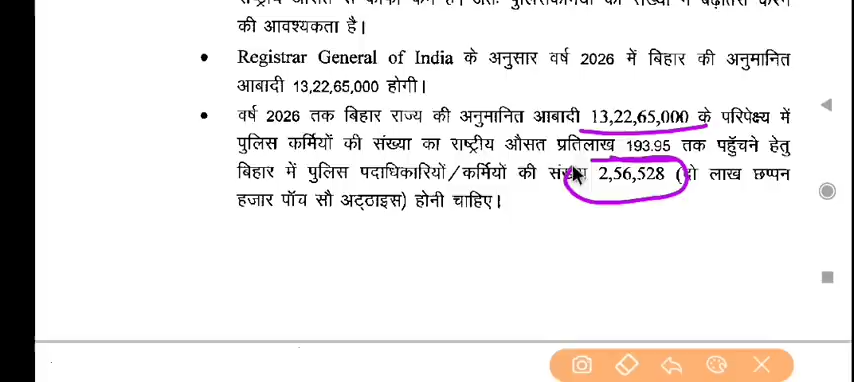 की आवश्यकता है।
• Registrar General of India के अनुसार वर्ष 2026 में बिहार की अनुमानित
आबादी 13,22,65,000 होगी।
• वर्ष 2026 तक बिहार राज्य की अनुमानित आबादी 13,22,65,000 के परिपेक्ष्य में
पुलिस कर्मियों की संख्या का राष्ट्रीय औसत प्रतिलाख 193.95 तक पहुँचने हेतु
बिहार में पुलिस पदाधिकारियों/कर्मियों की 2,56,528 लाख छप्पन
हजार पाँच सौ अट्ठाइस) होनी चाहिए।